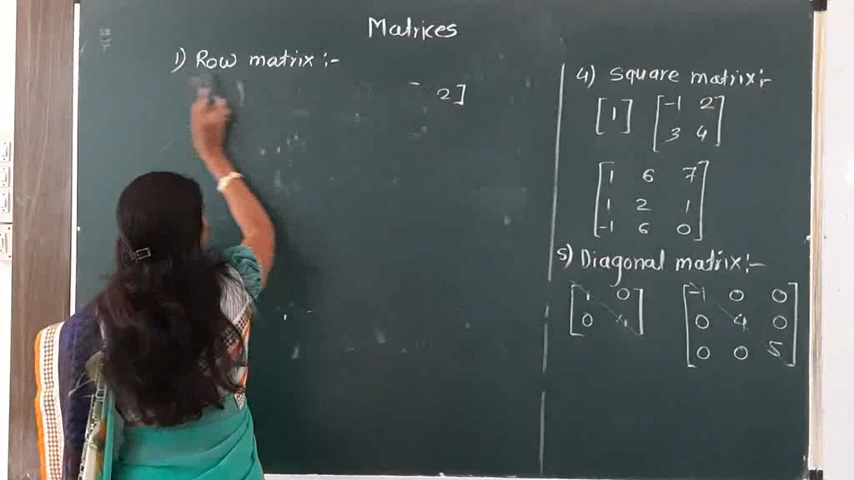 Matrices
1) Row matrix :-
2]
4) Square matrix:-
[1] [-1 2
3 4]
[1 6 7
1 2 1
-1 6 0]
5) Diagonal matrix:-
[1 0
0 4] [-1 0 0
0 4 0
0 0 5]